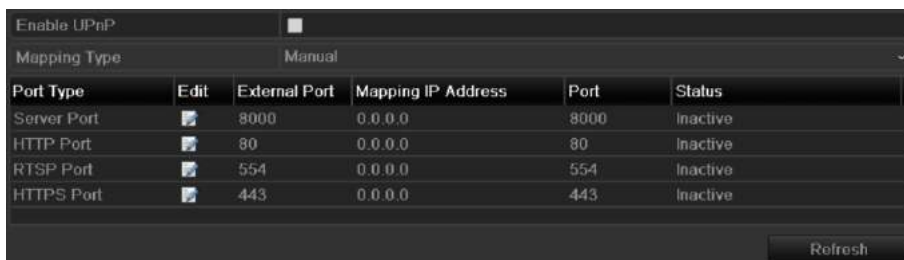 Enable UPnP
Mapping Type Manual
Port Type Edit External Port Mapping IP Address Port Status
Server Port 8000 0.0.0.0 8000 Inactive
HTTP Port 80 0.0.0.0 80 Inactive
RTSP Port 554 0.0.0.0 554 Inactive
HTTPS Port 443 0.0.0.0 443 Inactive
Refresh